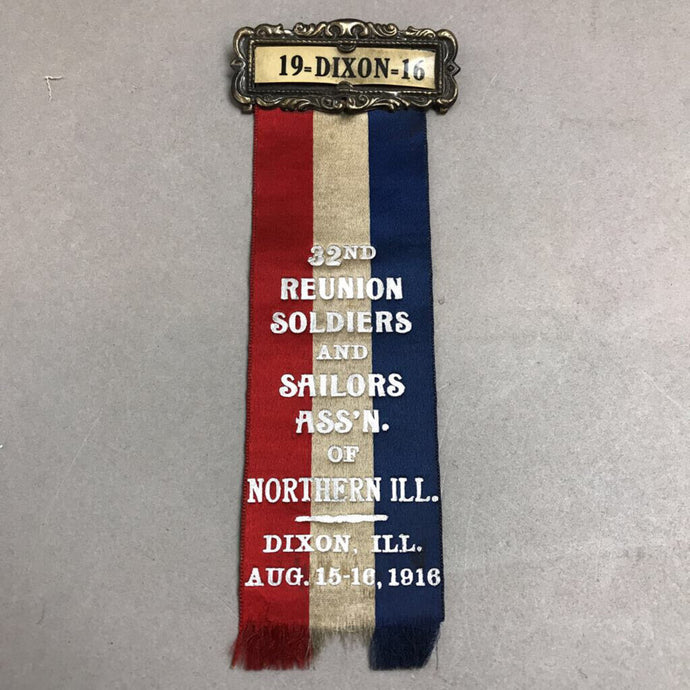 19=DIXON=16
32ND
REUNION
SOLDIERS
AND
SAILORS
ASS'N.
OF
NORTHERN ILL.
DIXON, ILL.
AUG. 15-16, 1916